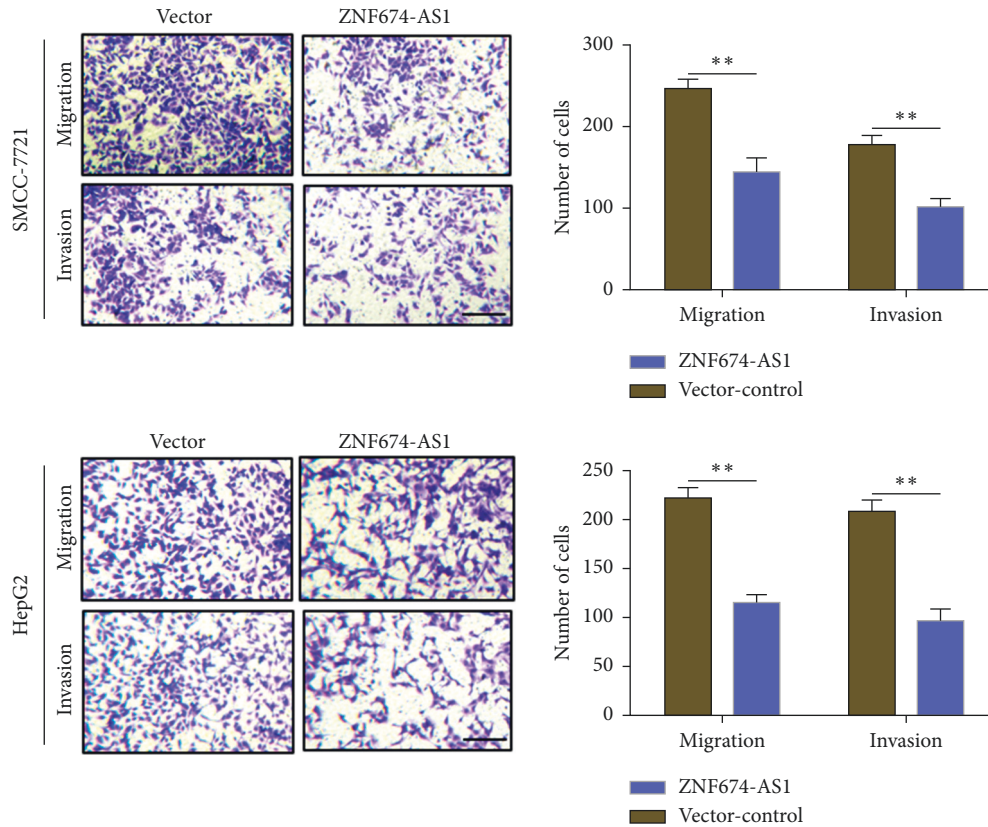 Vector
ZNF674-AS1
SMCC-7721
Migration
Invasion
Number of cells
300
200
100
0
**
**
Migration
Invasion
ZNF674-AS1
Vector-control
Vector
ZNF674-AS1
HepG2
Migration
Invasion
Number of cells
250
200
150
100
50
0
**
**
Migration
Invasion
ZNF674-AS1
Vector-control